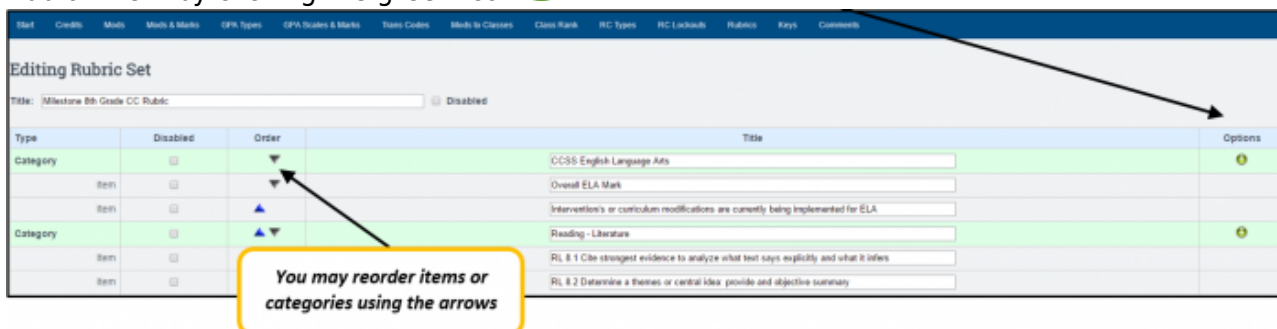 Start Credits Mods Mods & Marks GPA Types GPA Scales & Marks Trans Codes Mods to Classes Class Rank RC Types RC Lockouts Rubrics Keys Comments
Editing Rubric Set
Title: Milestone 8th Grade CC Rubric Disabled
Type Disabled Order Title Options
Category CCSS English Language Arts
Item Overall ELA Mark
Item Intervention's or curriculum modifications are currently being implemented for ELA
Category Reading - Literature
Item RL 8.1 Cite strongest evidence to analyze what text says explicitly and what it infers
Item RL 8.2 Determine a themes or central idea: provide and objective summary
You may reorder items or
categories using the arrows